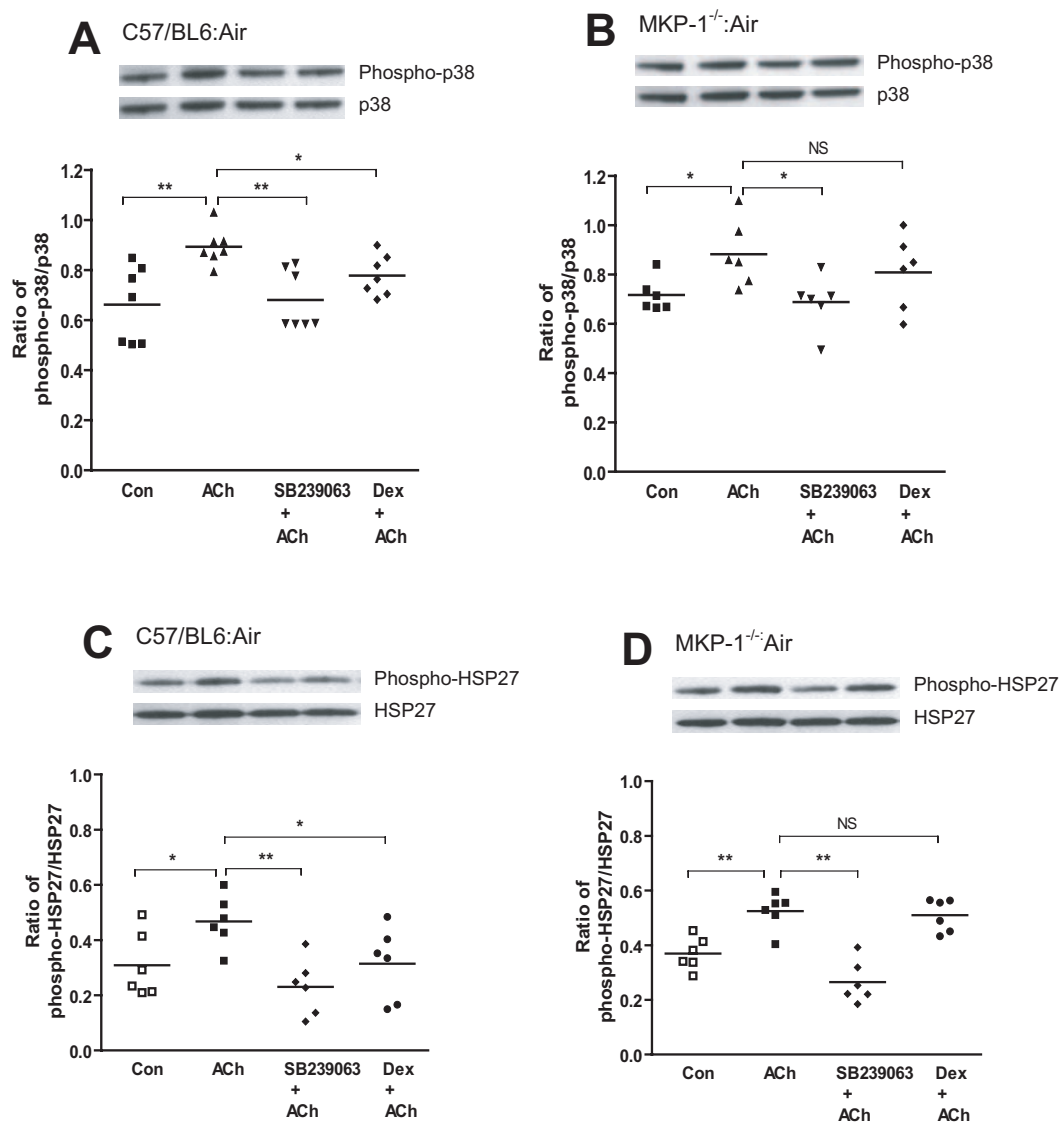 A C57/BL6:Air
Phospho-p38
p38
Ratio of
phospho-p38/p38
1.2
1.0
0.8
0.6
0.4
0.2
0.0
**
**
*
Con
ACh
SB239063
+
ACh
Dex
+
ACh
B MKP-1-/-:Air
Phospho-p38
p38
Ratio of
phospho-p38/p38
1.2
1.0
0.8
0.6
0.4
0.2
0.0
*
*
NS
Con
ACh
SB239063
+
ACh
Dex
+
ACh
C C57/BL6:Air
Phospho-HSP27
HSP27
Ratio of
phospho-HSP27/HSP27
1.0
0.8
0.6
0.4
0.2
0.0
*
**
*
Con
ACh
SB239063
+
ACh
Dex
+
ACh
D MKP-1-/-:Air
Phospho-HSP27
HSP27
Ratio of
phospho-HSP27/HSP27
1.0
0.8
0.6
0.4
0.2
0.0
**
**
NS
Con
ACh
SB239063
+
ACh
Dex
+
ACh